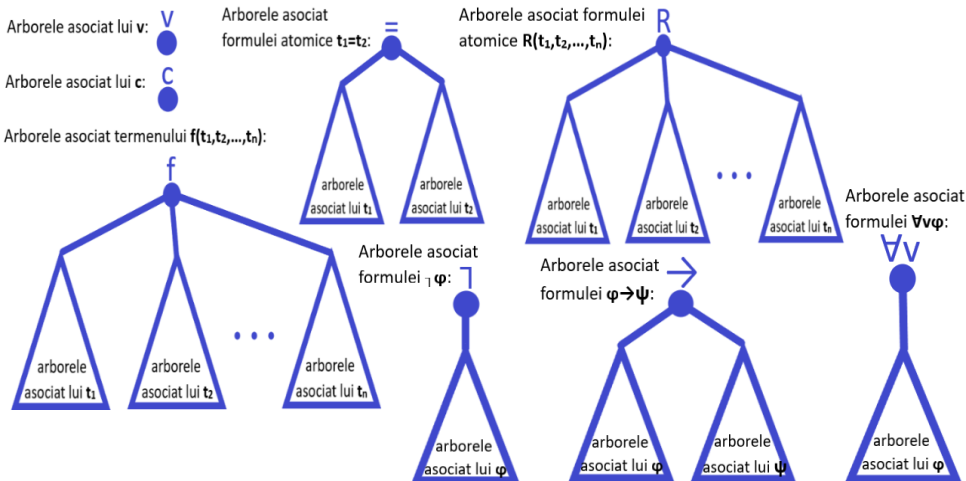 Arborele asociat lui v:
v
Arborele asociat lui c:
c
Arborele asociat termenului f(t₁,t₂,...,tₙ):
f
arborele
asociat lui t₁
arborele
asociat lui t₂
...
arborele
asociat lui tₙ
Arborele asociat
formulei atomice t₁=t₂:
=
arborele
asociat lui t₁
arborele
asociat lui t₂
Arborele asociat formulei
atomice R(t₁,t₂,...,tₙ):
R
arborele
asociat lui t₁
arborele
asociat lui t₂
...
arborele
asociat lui tₙ
Arborele asociat
formulei ┐φ:
┐
arborele
asociat lui φ
Arborele asociat
formulei φ→ψ:
→
arborele
asociat lui φ
arborele
asociat lui ψ
Arborele asociat
formulei ∀vφ:
∀v
arborele
asociat lui φ